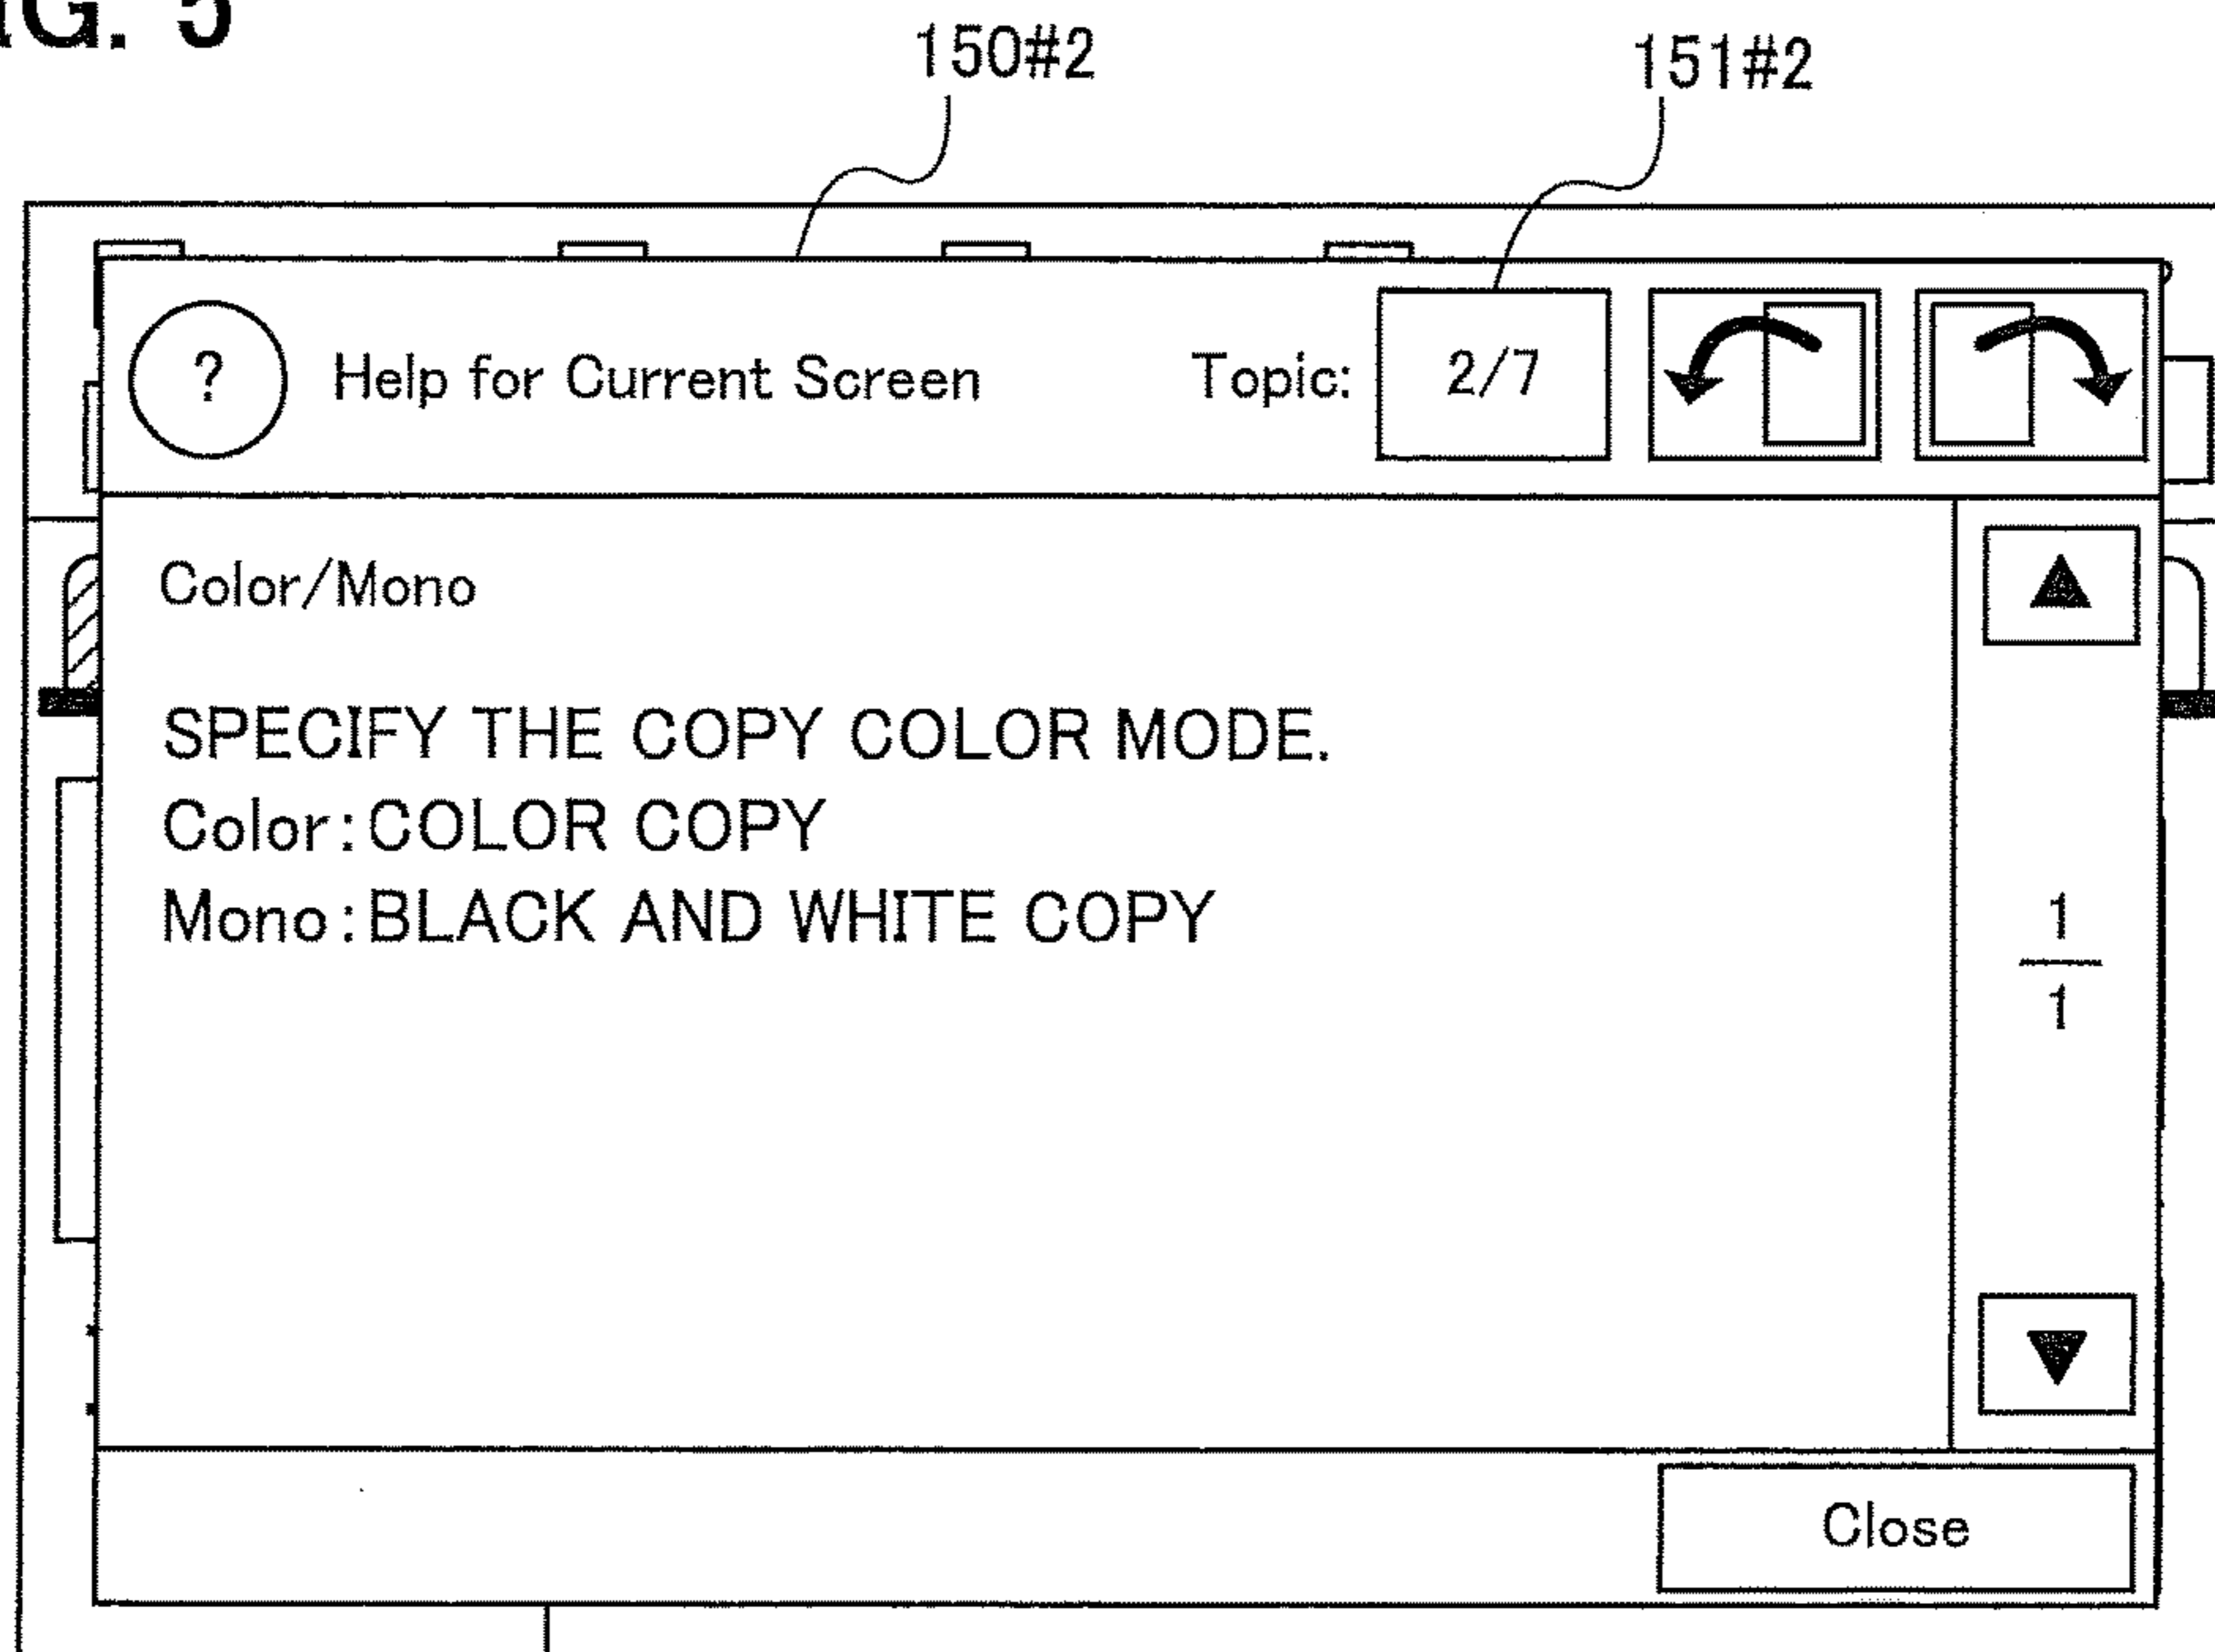 G. 5
150#2
151#2
?
Help for Current Screen
Topic:
2/7
Color/Mono
SPECIFY THE COPY COLOR MODE.
Color:COLOR COPY
Mono:BLACK AND WHITE COPY
1
1
Close